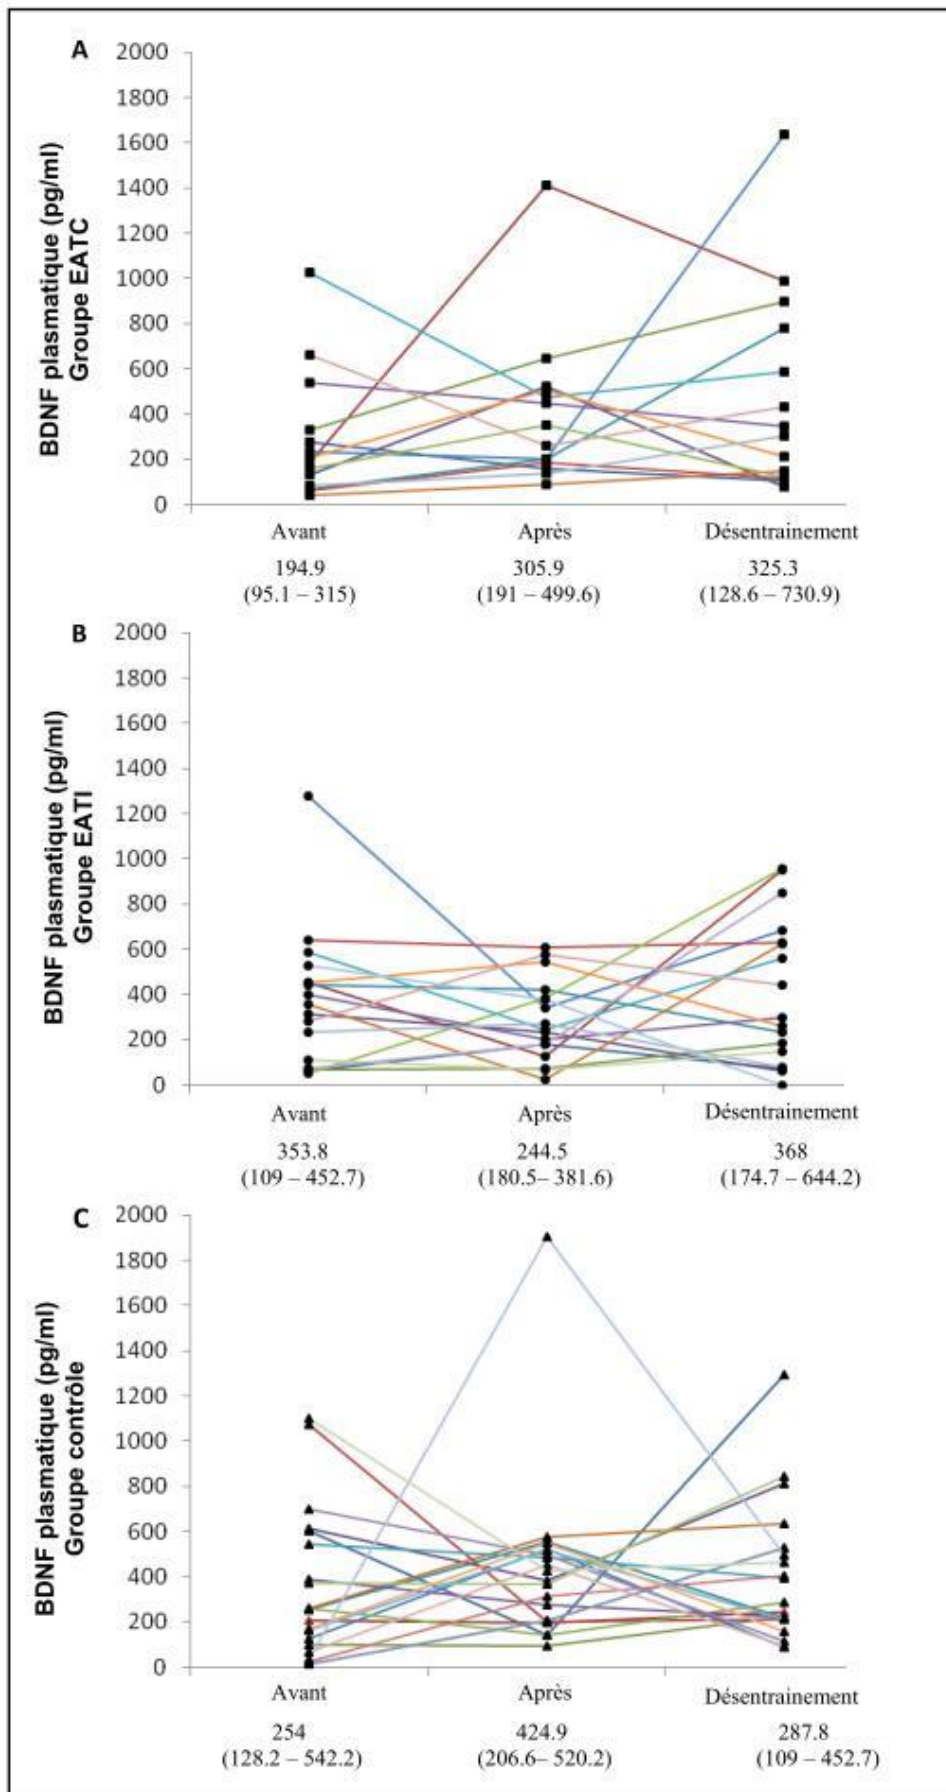 A
BDNF plasmatique (pg/ml)
Groupe EATC
2000
1800
1600
1400
1200
1000
800
600
400
200
0
Avant Après Désentrainement
194.9 305.9 325.3
(95.1 – 315) (191 – 499.6) (128.6 – 730.9)
B
BDNF plasmatique (pg/ml)
Groupe EATI
2000
1800
1600
1400
1200
1000
800
600
400
200
0
Avant Après Désentrainement
353.8 244.5 368
(109 – 452.7) (180.5– 381.6) (174.7 – 644.2)
C
BDNF plasmatique (pg/ml)
Groupe contrôle
2000
1800
1600
1400
1200
1000
800
600
400
200
0
Avant Après Désentrainement
254 424.9 287.8
(128.2 – 542.2) (206.6– 520.2) (109 – 452.7)